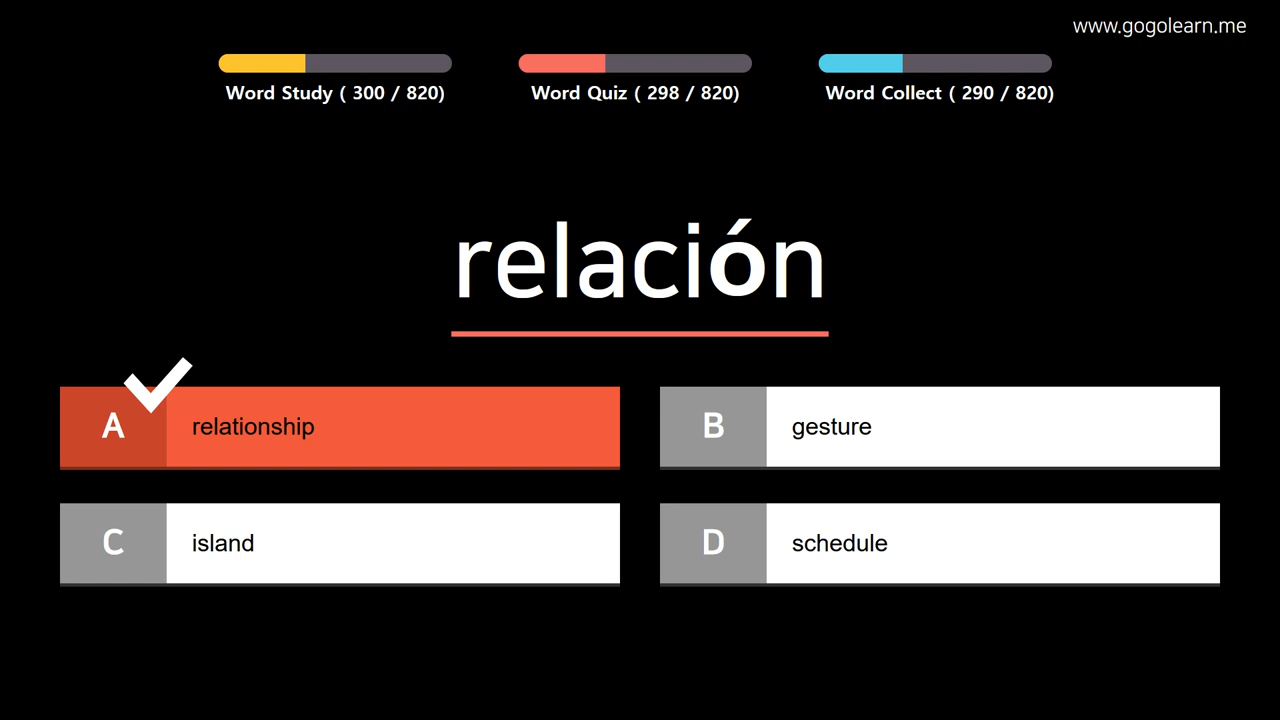 www.gogolearn.me
Word Study ( 300 / 820)
Word Quiz ( 298 / 820)
Word Collect ( 290 / 820)
relación
A relationship
B gesture
C island
D schedule